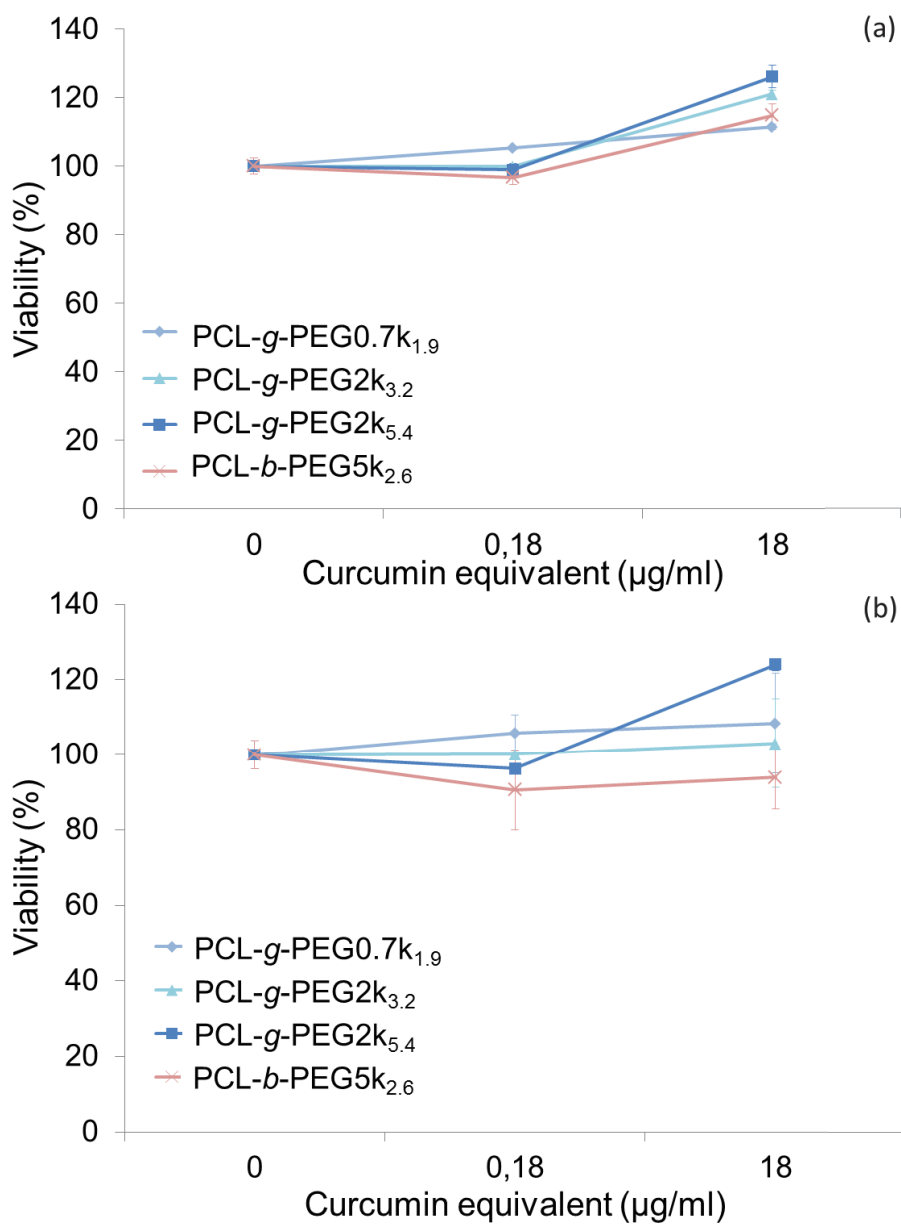 (a)
140
120
100
80
60
40
20
0
Viability (%)
PCL-g-PEG0.7k1.9
PCL-g-PEG2k3.2
PCL-g-PEG2k5.4
PCL-b-PEG5k2.6
0 0,18 18
Curcumin equivalent (µg/ml)
(b)
140
120
100
80
60
40
20
0
Viability (%)
PCL-g-PEG0.7k1.9
PCL-g-PEG2k3.2
PCL-g-PEG2k5.4
PCL-b-PEG5k2.6
0 0,18 18
Curcumin equivalent (µg/ml)